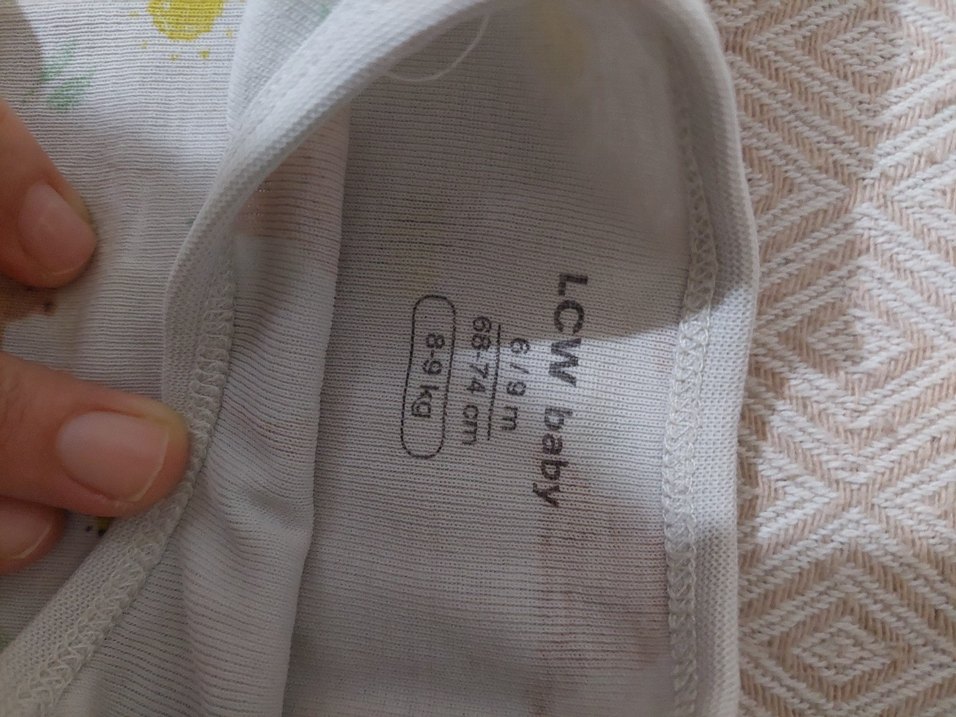 LCW baby
6 / 9 m
68-74 cm
8-9 kg